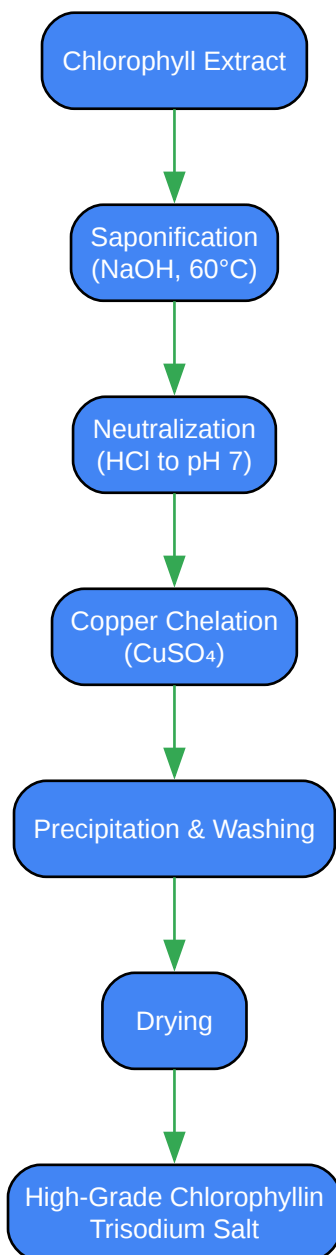 Chlorophyll Extract
Saponification
(NaOH, 60°C)
Neutralization
(HCl to pH 7)
Copper Chelation
(CuSO₄)
Precipitation & Washing
Drying
High-Grade Chlorophyllin
Trisodium Salt